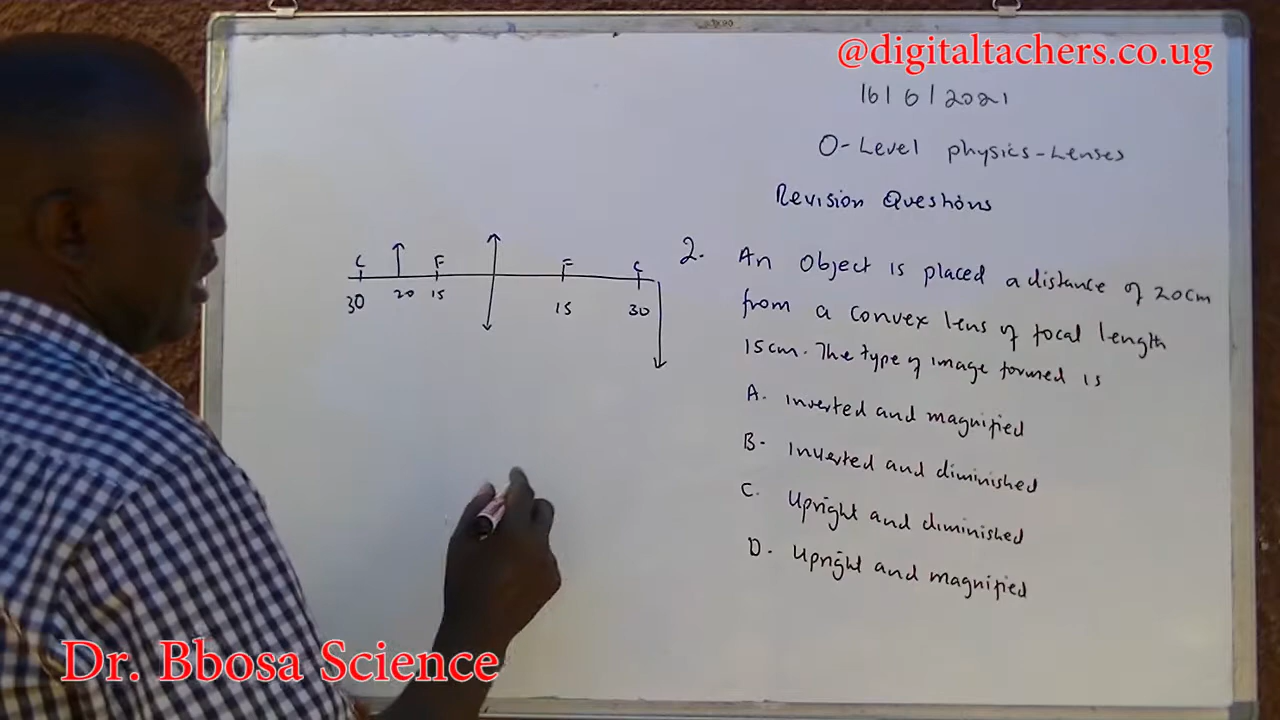 @digitaltachers.co.ug
16/6/2021
O-Level physics-Lenses
Revision Questions
2. An Object is placed a distance of 20cm
from a convex lens of focal length
15cm. The type of image formed is
A. Inverted and magnified
B. Inverted and diminished
C. Upright and diminished
D. Upright and magnified
C F F C
30 20 15 15 30
Dr. Bbosa Science